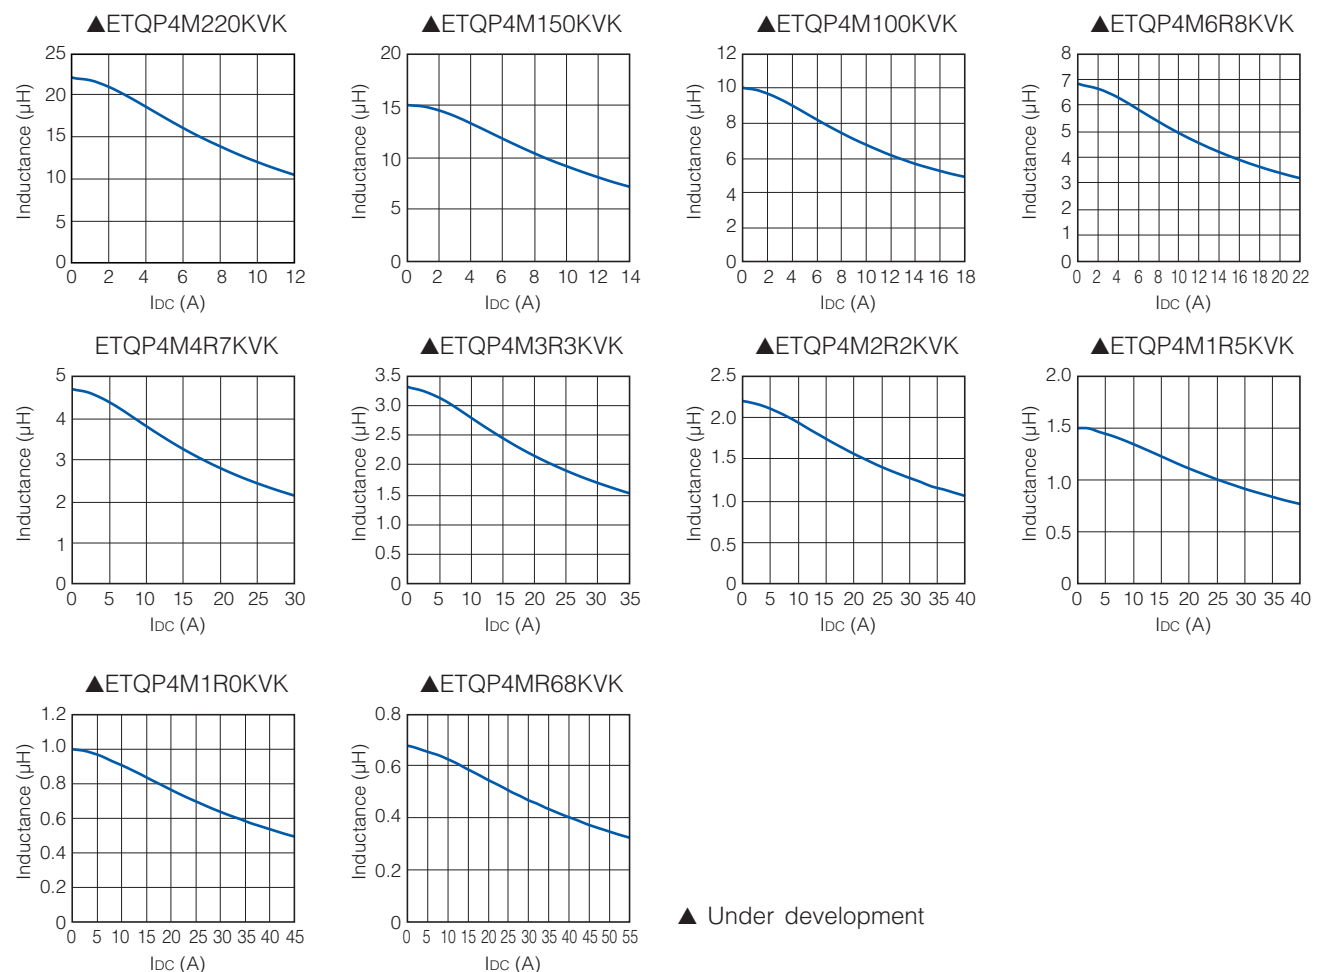 ▲ETQP4M220KVK
Inductance (μH)
25
20
15
10
5
0
0 2 4 6 8 10 12
IDC (A)
▲ETQP4M150KVK
Inductance (μH)
20
15
10
5
0
0 2 4 6 8 10 12 14
IDC (A)
▲ETQP4M100KVK
Inductance (μH)
12
10
8
6
4
2
0
0 2 4 6 8 10 12 14 16 18
IDC (A)
▲ETQP4M6R8KVK
Inductance (μH)
8
7
6
5
4
3
2
1
0
0 2 4 6 8 10 12 14 16 18 20 22
IDC (A)
ETQP4M4R7KVK
Inductance (μH)
5
4
3
2
1
0
0 5 10 15 20 25 30
IDC (A)
▲ETQP4M3R3KVK
Inductance (μH)
3.5
3.0
2.5
2.0
1.5
1.0
0.5
0
0 5 10 15 20 25 30 35
IDC (A)
▲ETQP4M2R2KVK
Inductance (μH)
2.5
2.0
1.5
1.0
0.5
0
0 5 10 15 20 25 30 35 40
IDC (A)
▲ETQP4M1R5KVK
Inductance (μH)
2.0
1.5
1.0
0.5
0
0 5 10 15 20 25 30 35 40
IDC (A)
▲ETQP4M1R0KVK
Inductance (μH)
1.2
1.0
0.8
0.6
0.4
0.2
0
0 5 10 15 20 25 30 35 40 45
IDC (A)
▲ETQP4MR68KVK
Inductance (μH)
0.8
0.6
0.4
0.2
0
0 5 10 15 20 25 30 35 40 45 50 55
IDC (A)
▲ Under development